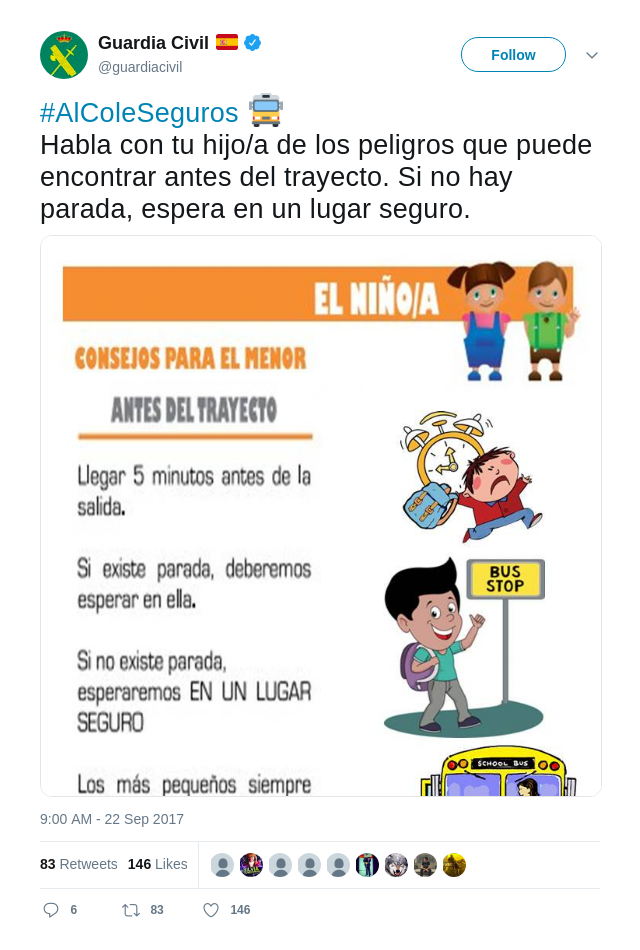 Guardia Civil
@guardiacivil
Follow
#AlColeSeguros
Habla con tu hijo/a de los peligros que puede
encontrar antes del trayecto. Si no hay
parada, espera en un lugar seguro.
EL NIÑO/A
CONSEJOS PARA EL MENOR
ANTES DEL TRAYECTO
Llegar 5 minutos antes de la
salida.
Si existe parada, deberemos
esperar en ella.
BUS
STOP
Si no existe parada,
esperaremos EN UN LUGAR
SEGURO
SCHOOL BUS
Los más pequeños siempre
9:00 AM - 22 Sep 2017
83 Retweets 146 Likes
6 83 146